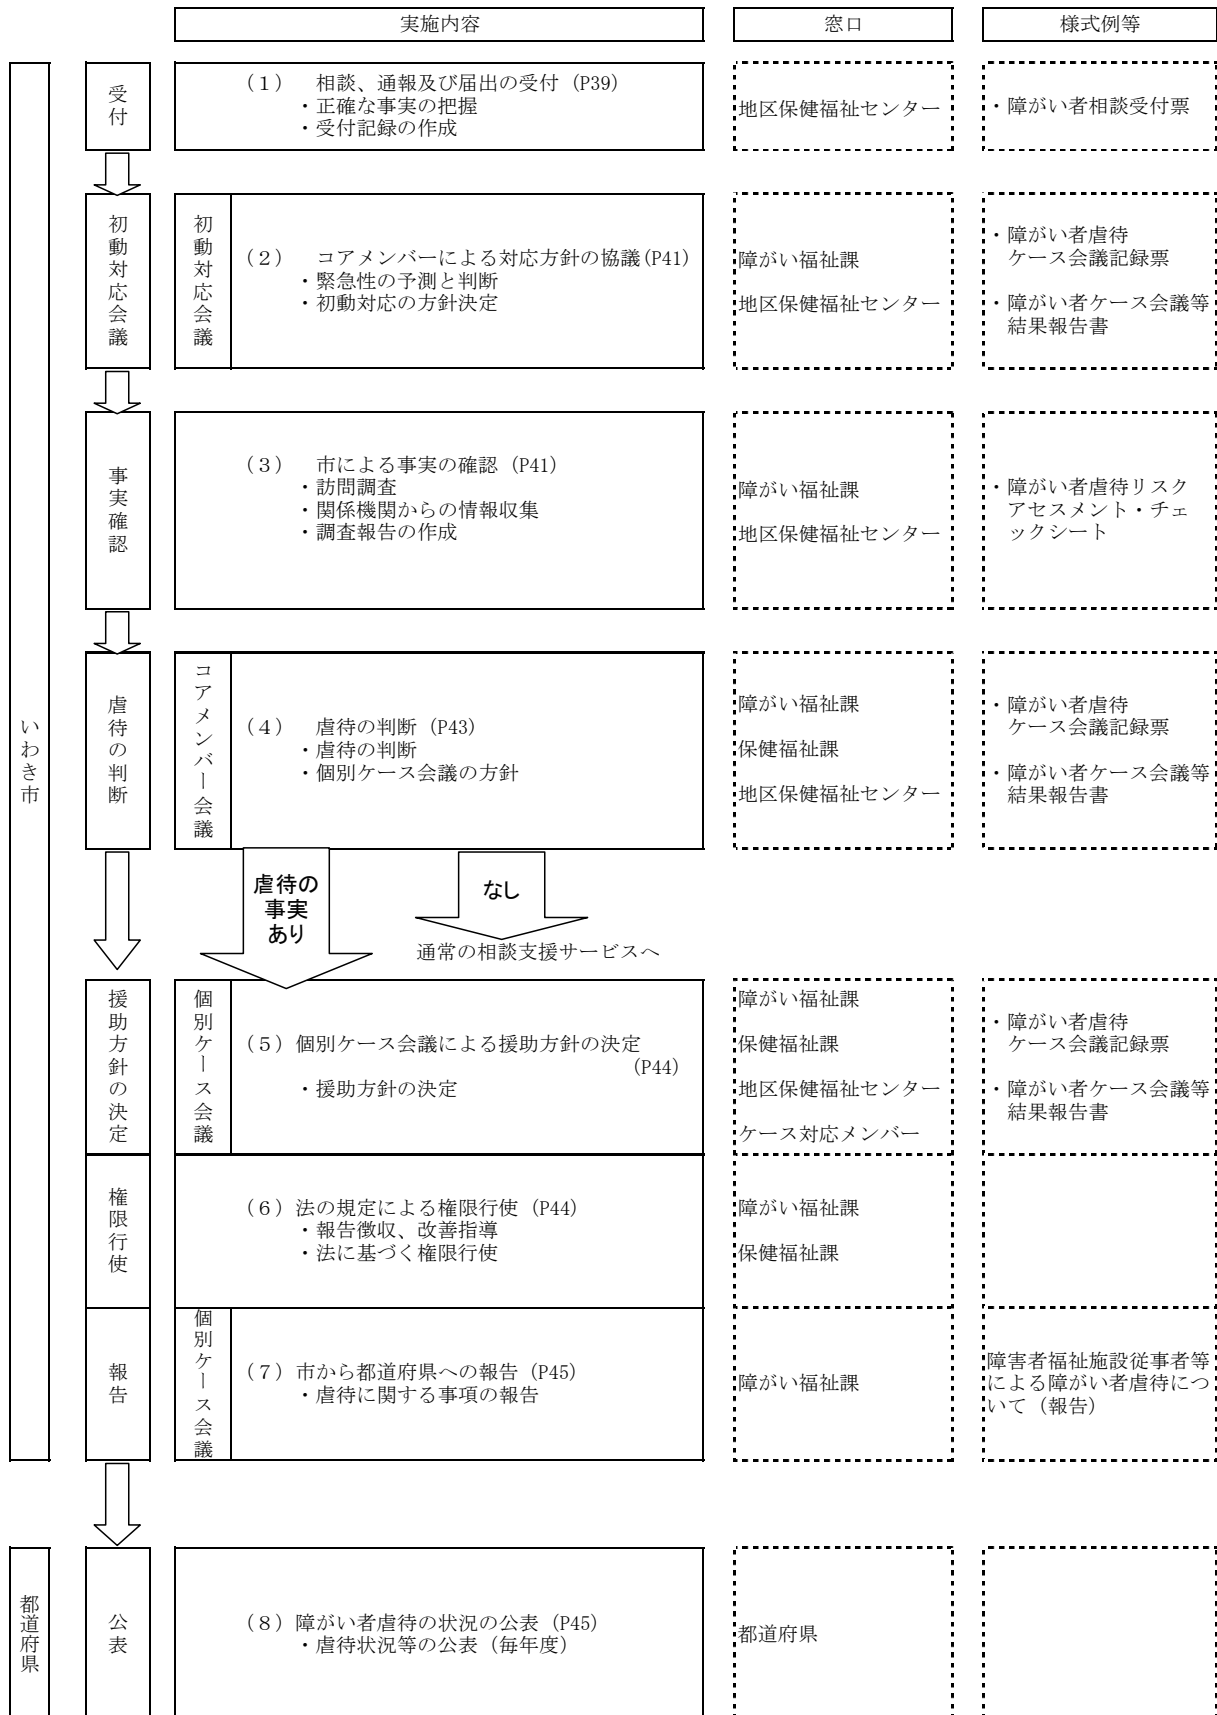 実施内容
窓口
様式例等
いわき市
受付
（１）　相談、通報及び届出の受付（P39）
・正確な事実の把握
・受付記録の作成
地区保健福祉センター
・障がい者相談受付票
初動対応会議
初動対応会議
（２）　コアメンバーによる対応方針の協議(P41)
・緊急性の予測と判断
・初動対応の方針決定
障がい福祉課
地区保健福祉センター
・障がい者虐待
ケース会議記録票
・障がい者ケース会議等
結果報告書
事実確認
（３）　市による事実の確認（P41）
・訪問調査
・関係機関からの情報収集
・調査報告の作成
障がい福祉課
地区保健福祉センター
・障がい者虐待リスク
アセスメント・チェ
ックシート
虐待の判断
コアメンバー会議
（４）　虐待の判断（P43）
・虐待の判断
・個別ケース会議の方針
障がい福祉課
保健福祉課
地区保健福祉センター
・障がい者虐待
ケース会議記録票
・障がい者ケース会議等
結果報告書
虐待の
事実
あり
なし
通常の相談支援サービスへ
援助方針の決定
個別ケース会議
（５）個別ケース会議による援助方針の決定
（P44）
・援助方針の決定
障がい福祉課
保健福祉課
地区保健福祉センター
ケース対応メンバー
・障がい者虐待
ケース会議記録票
・障がい者ケース会議等
結果報告書
権限行使
（６）法の規定による権限行使（P44）
・報告徴収、改善指導
・法に基づく権限行使
障がい福祉課
保健福祉課
報告
個別ケース会議
（７）市から都道府県への報告（P45）
・虐待に関する事項の報告
障がい福祉課
障害者福祉施設従事者等
による障がい者虐待につ
いて（報告）
都道府県
公表
（８）障がい者虐待の状況の公表（P45）
・虐待状況等の公表（毎年度）
都道府県